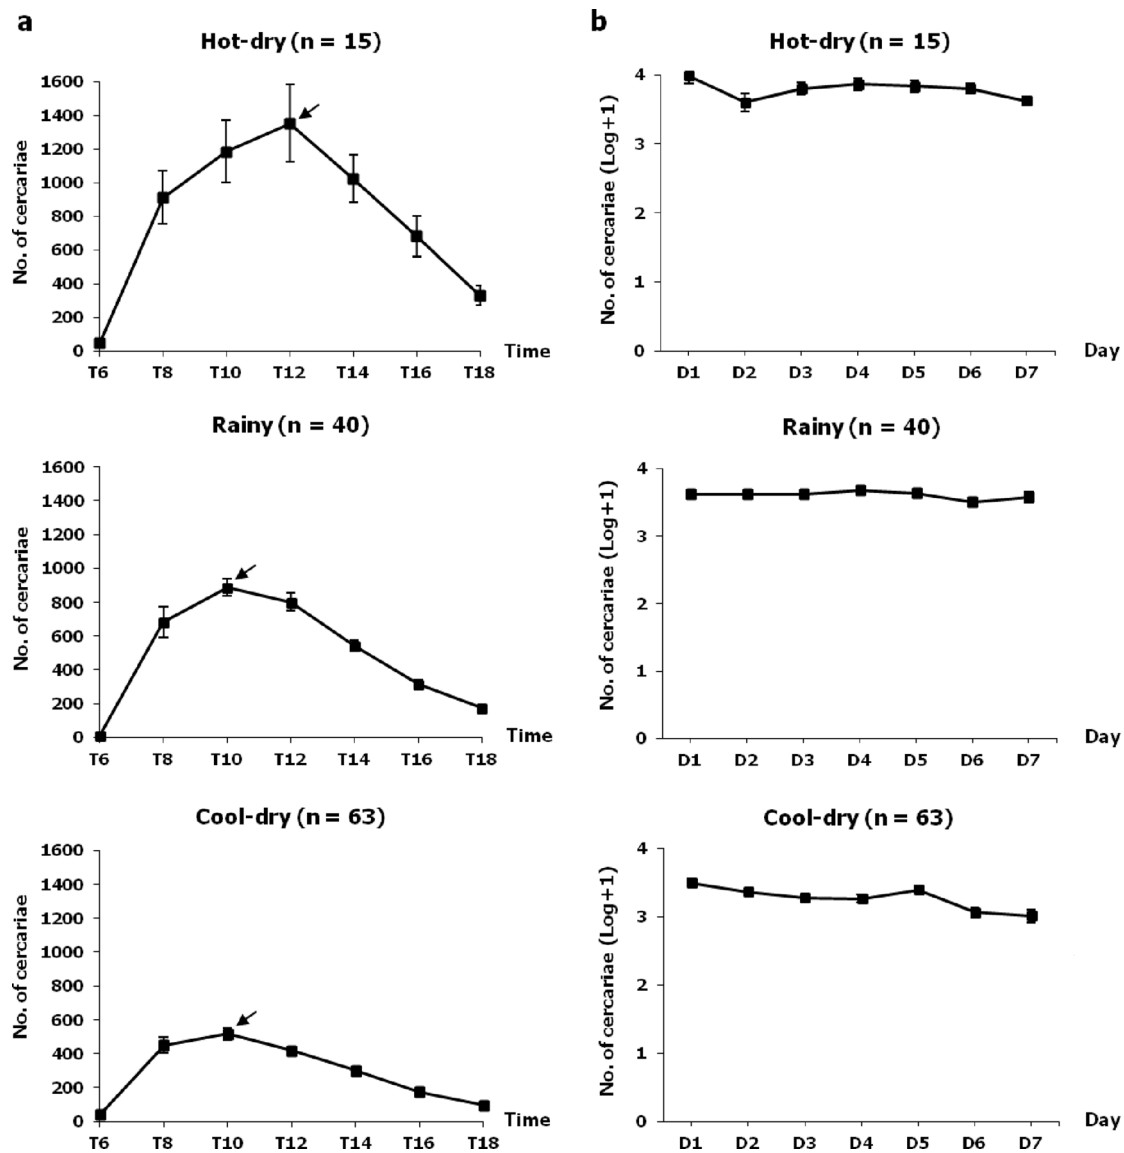 a
Hot-dry (n = 15)
No. of cercariae
1600
1400
1200
1000
800
600
400
200
0
T6 T8 T10 T12 T14 T16 T18
Time
Rainy (n = 40)
No. of cercariae
1600
1400
1200
1000
800
600
400
200
0
T6 T8 T10 T12 T14 T16 T18
Time
Cool-dry (n = 63)
No. of cercariae
1600
1400
1200
1000
800
600
400
200
0
T6 T8 T10 T12 T14 T16 T18
Time
b
Hot-dry (n = 15)
No. of cercariae (Log+1)
4
3
2
1
0
D1 D2 D3 D4 D5 D6 D7
Day
Rainy (n = 40)
No. of cercariae (Log+1)
4
3
2
1
0
D1 D2 D3 D4 D5 D6 D7
Day
Cool-dry (n = 63)
No. of cercariae (Log+1)
4
3
2
1
0
D1 D2 D3 D4 D5 D6 D7
Day